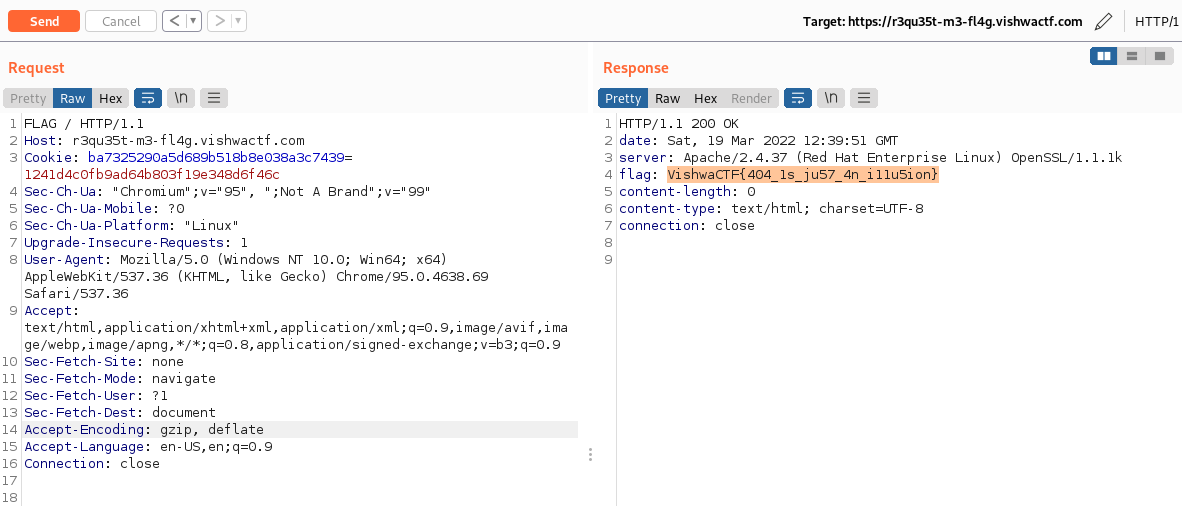 Send Cancel < > Target: https://r3qu35t-m3-fl4g.vishwactf.com HTTP/1
Request
Pretty Raw Hex \n
1 FLAG / HTTP/1.1
2 Host: r3qu35t-m3-fl4g.vishwactf.com
3 Cookie: ba7325290a5d689b518b8e038a3c7439=
1241d4c0fb9ad64b803f19e348d6f46c
4 Sec-Ch-Ua: "Chromium";v="95", ";Not A Brand";v="99"
5 Sec-Ch-Ua-Mobile: ?0
6 Sec-Ch-Ua-Platform: "Linux"
7 Upgrade-Insecure-Requests: 1
8 User-Agent: Mozilla/5.0 (Windows NT 10.0; Win64; x64)
AppleWebKit/537.36 (KHTML, like Gecko) Chrome/95.0.4638.69
Safari/537.36
9 Accept:
text/html,application/xhtml+xml,application/xml;q=0.9,image/avif,ima
ge/webp,image/apng,*/*;q=0.8,application/signed-exchange;v=b3;q=0.9
10 Sec-Fetch-Site: none
11 Sec-Fetch-Mode: navigate
12 Sec-Fetch-User: ?1
13 Sec-Fetch-Dest: document
14 Accept-Encoding: gzip, deflate
15 Accept-Language: en-US,en;q=0.9
16 Connection: close
17
18
Response
Pretty Raw Hex Render \n
1 HTTP/1.1 200 OK
2 date: Sat, 19 Mar 2022 12:39:51 GMT
3 server: Apache/2.4.37 (Red Hat Enterprise Linux) OpenSSL/1.1.1k
4 flag: VishwaCTF{404_1s_ju57_4n_i11u5ion}
5 content-length: 0
6 content-type: text/html; charset=UTF-8
7 connection: close
8
9